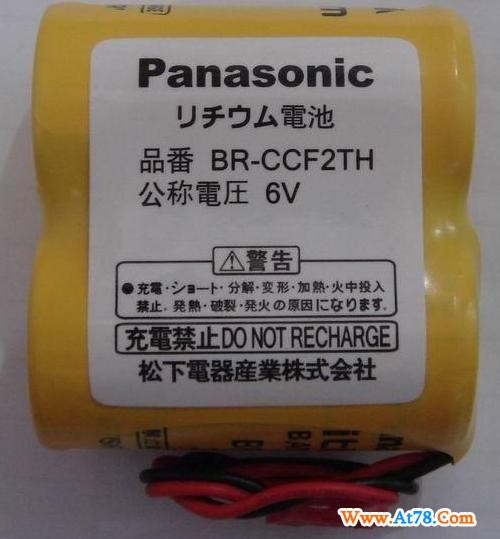 Panasonic
リチウム電池
品番 BR-CCF2TH
公称電圧 6V
⚠警告
●充電・ショート・分解・変形・加熱・火中投入
禁止。発熱・破裂・発火の原因になります。
充電禁止DO NOT RECHARGE
松下電器産業株式会社
Www.At78.Com